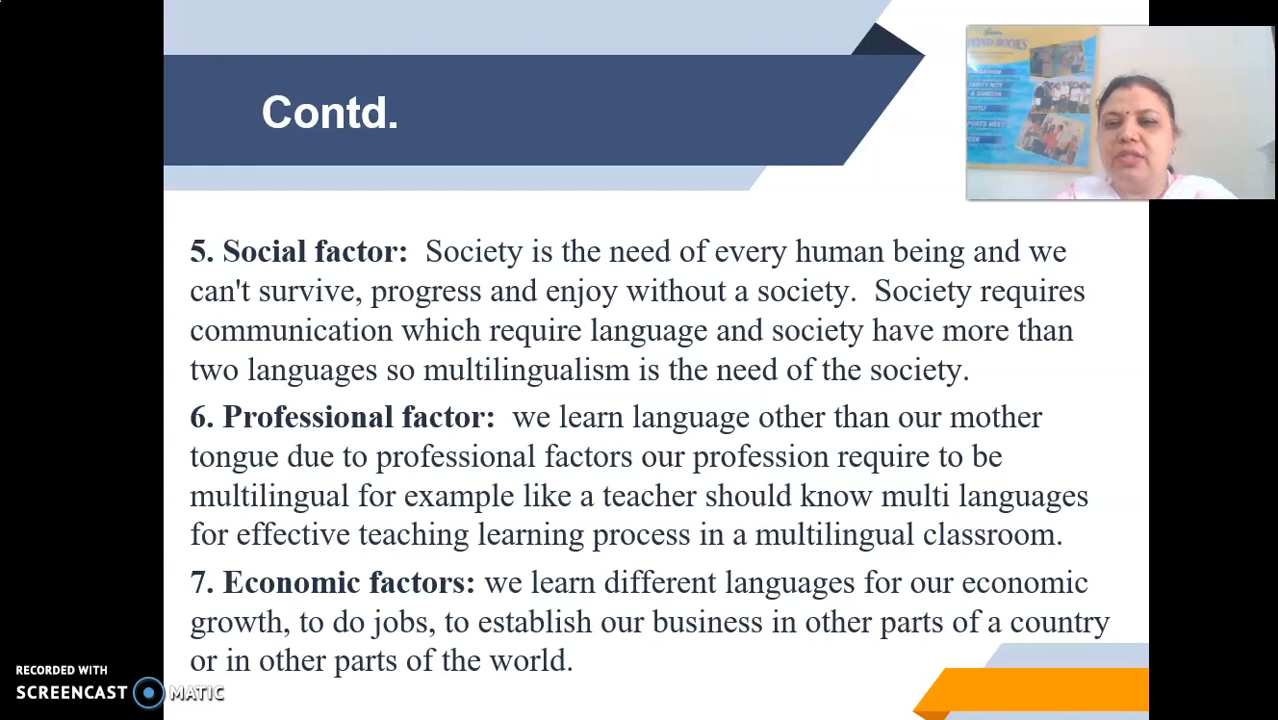 Contd.
BOOKS
5. Social factor: Society is the need of every human being and we
can't survive, progress and enjoy without a society. Society requires
communication which require language and society have more than
two languages so multilingualism is the need of the society.
6. Professional factor: we learn language other than our mother
tongue due to professional factors our profession require to be
multilingual for example like a teacher should know multi languages
for effective teaching learning process in a multilingual classroom.
7. Economic factors: we learn different languages for our economic
growth, to do jobs, to establish our business in other parts of a country
or in other parts of the world.
RECORDED WITH
SCREENCAST MATIC